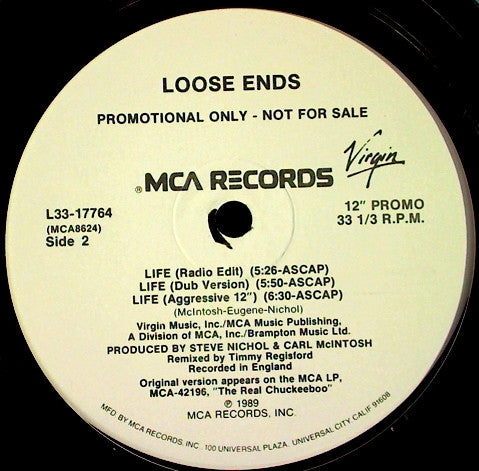 LOOSE ENDS
PROMOTIONAL ONLY - NOT FOR SALE
Virgin
®MCA RECORDS
L33-17764
(MCA8624)
Side 2
12" PROMO
33 1/3 R.P.M.
LIFE (Radio Edit) (5:26-ASCAP)
LIFE (Dub Version) (5:50-ASCAP)
LIFE (Aggressive 12") (6:30-ASCAP)
(McIntosh-Eugene-Nichol)
Virgin Music, Inc./MCA Music Publishing,
A Division of MCA, Inc/Brampton Music Ltd.
PRODUCED BY STEVE NICHOL & CARL McINTOSH
Remixed by Timmy Regisford
Recorded in England
Original version appears on the MCA LP,
MCA-42196, "The Real Chuckeeboo"
℗ 1989
MCA RECORDS, INC.
MFD BY MCA RECORDS, INC., 100 UNIVERSAL PLAZA, UNIVERSAL CITY, CALIF 91608